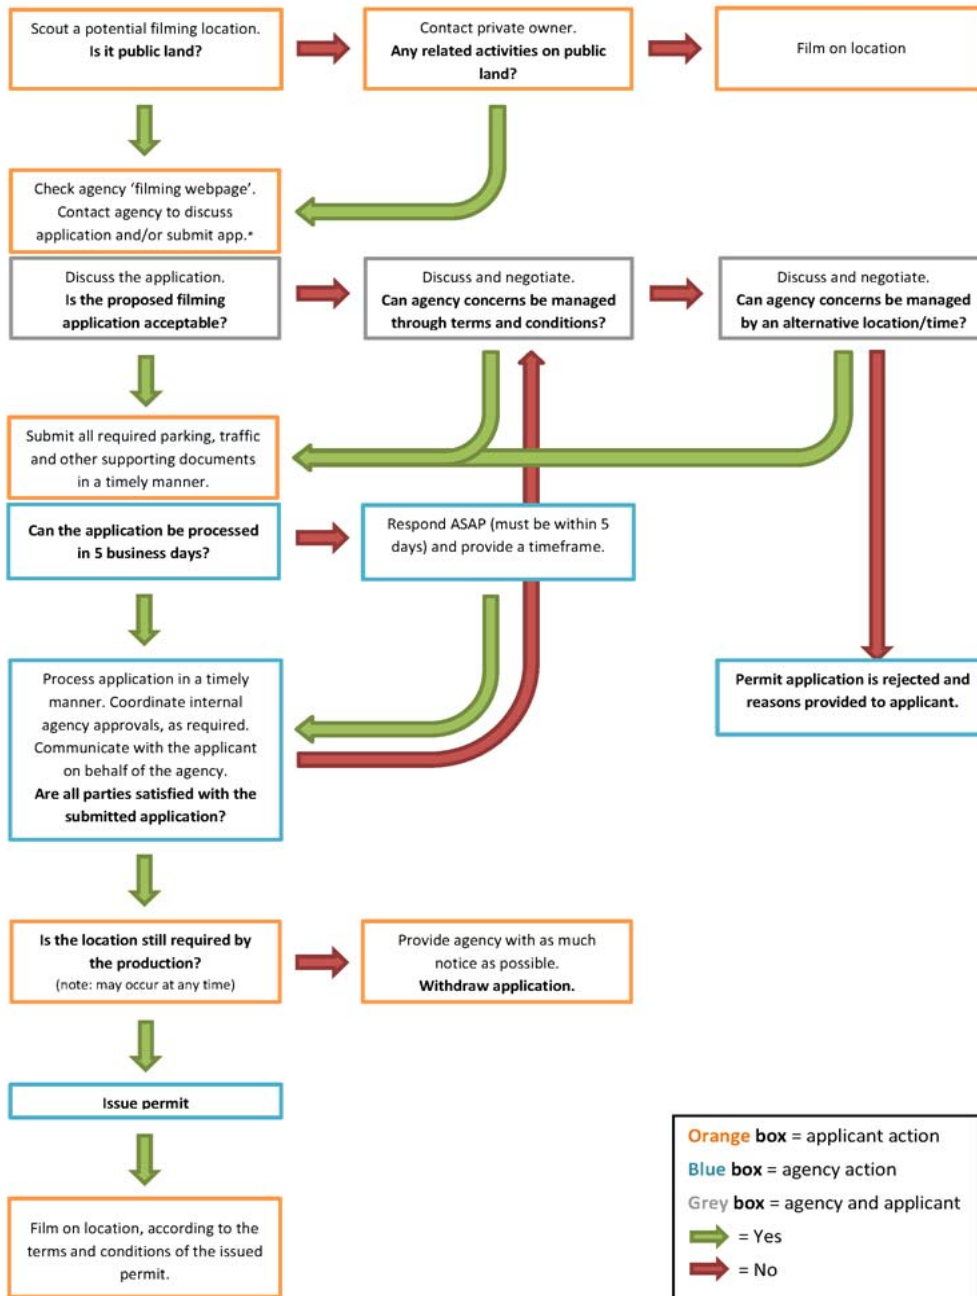 Scout a potential filming location.
Is it public land?
Contact private owner.
Any related activities on public
land?
Film on location
Check agency ‘filming webpage’.
Contact agency to discuss
application and/or submit app.*
Discuss the application.
Is the proposed filming
application acceptable?
Discuss and negotiate.
Can agency concerns be managed
through terms and conditions?
Discuss and negotiate.
Can agency concerns be managed
by an alternative location/time?
Submit all required parking, traffic
and other supporting documents
in a timely manner.
Can the application be processed
in 5 business days?
Respond ASAP (must be within 5
days) and provide a timeframe.
Process application in a timely
manner. Coordinate internal
agency approvals, as required.
Communicate with the applicant
on behalf of the agency.
Are all parties satisfied with the
submitted application?
Permit application is rejected and
reasons provided to applicant.
Is the location still required by
the production?
(note: may occur at any time)
Provide agency with as much
notice as possible.
Withdraw application.
Issue permit
Film on location, according to the
terms and conditions of the issued
permit.
Orange box = applicant action
Blue box = agency action
Grey box = agency and applicant
= Yes
= No